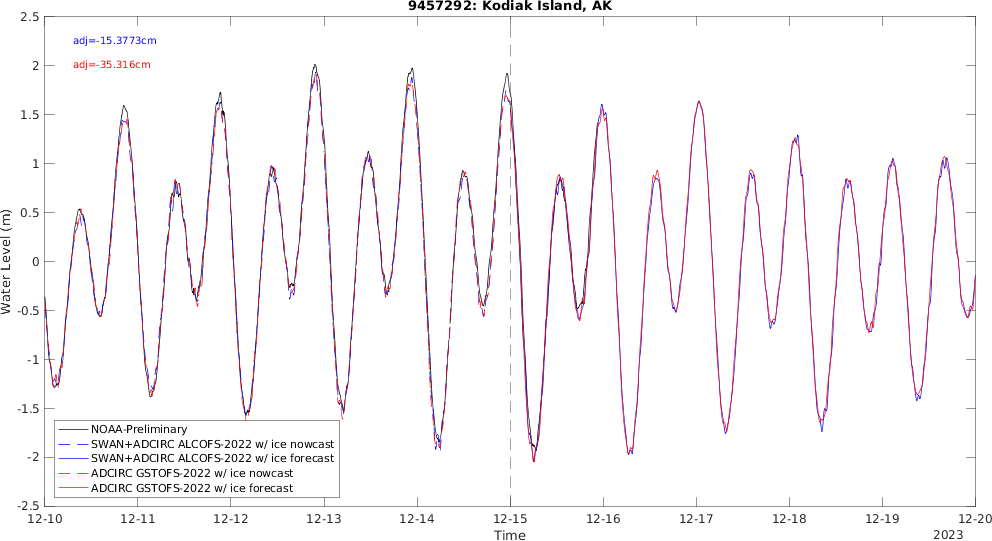 9457292: Kodiak Island, AK
adj=-15.3773cm
adj=-35.316cm
Water Level (m)
2.5
2
1.5
1
0.5
0
-0.5
-1
-1.5
-2
-2.5
NOAA-Preliminary
SWAN+ADCIRC ALCOFS-2022 w/ ice nowcast
SWAN+ADCIRC ALCOFS-2022 w/ ice forecast
ADCIRC GSTOFS-2022 w/ ice nowcast
ADCIRC GSTOFS-2022 w/ ice forecast
12-10 12-11 12-12 12-13 12-14 12-15 12-16 12-17 12-18 12-19 12-20
Time
2023